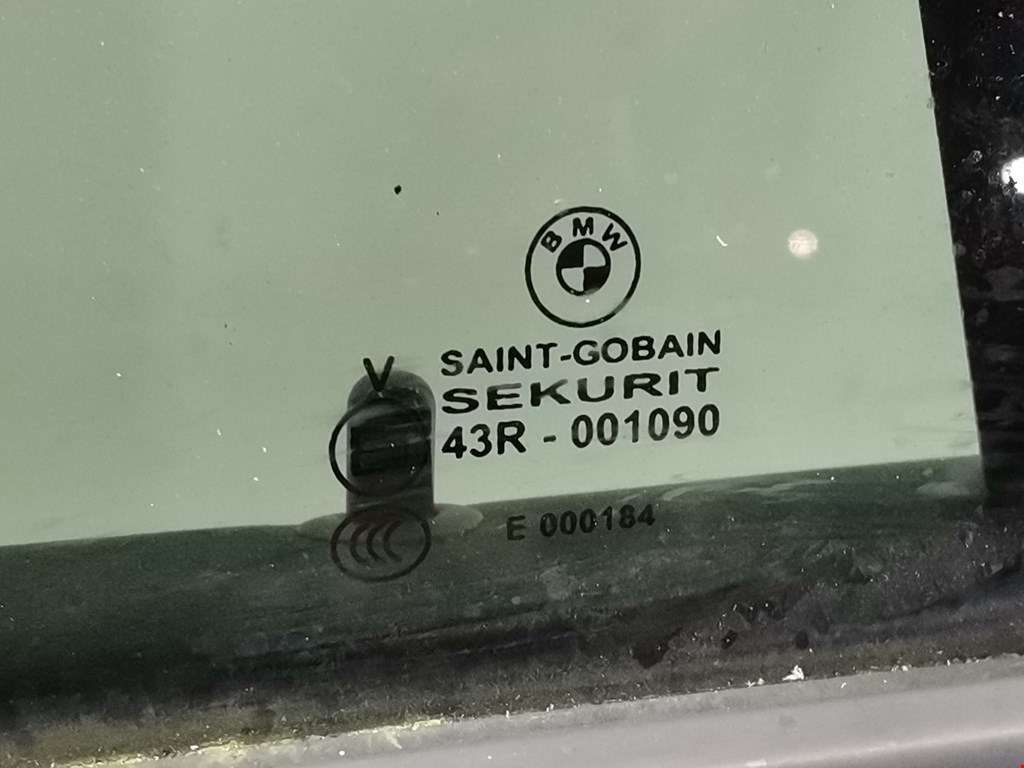 BMW
V
SAINT-GOBAIN
SEKURIT
43R - 001090
E 000184